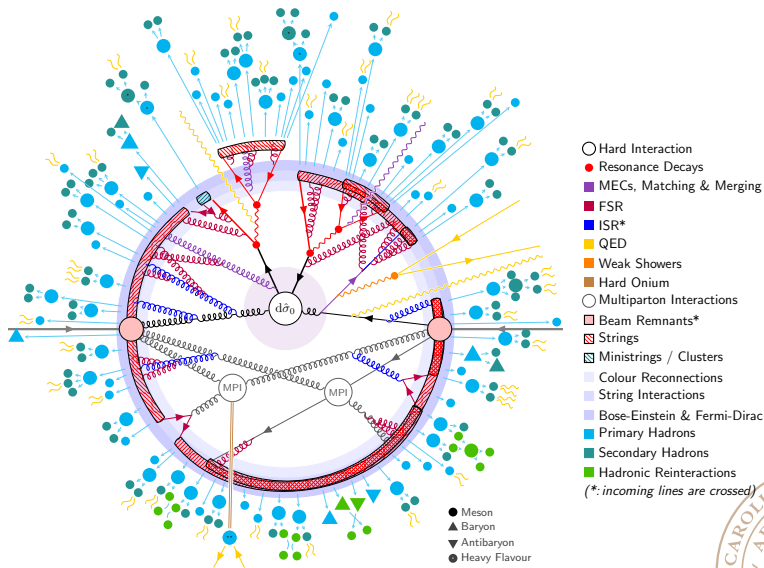 dσ̂₀
MPI
MPI
Hard Interaction
Resonance Decays
MECs, Matching & Merging
FSR
ISR*
QED
Weak Showers
Hard Onium
Multiparton Interactions
Beam Remnants*
Strings
Ministrings / Clusters
Colour Reconnections
String Interactions
Bose-Einstein & Fermi-Dirac
Primary Hadrons
Secondary Hadrons
Hadronic Reinteractions
(*: incoming lines are crossed)
Meson
Baryon
Antibaryon
Heavy Flavour
CAROLI